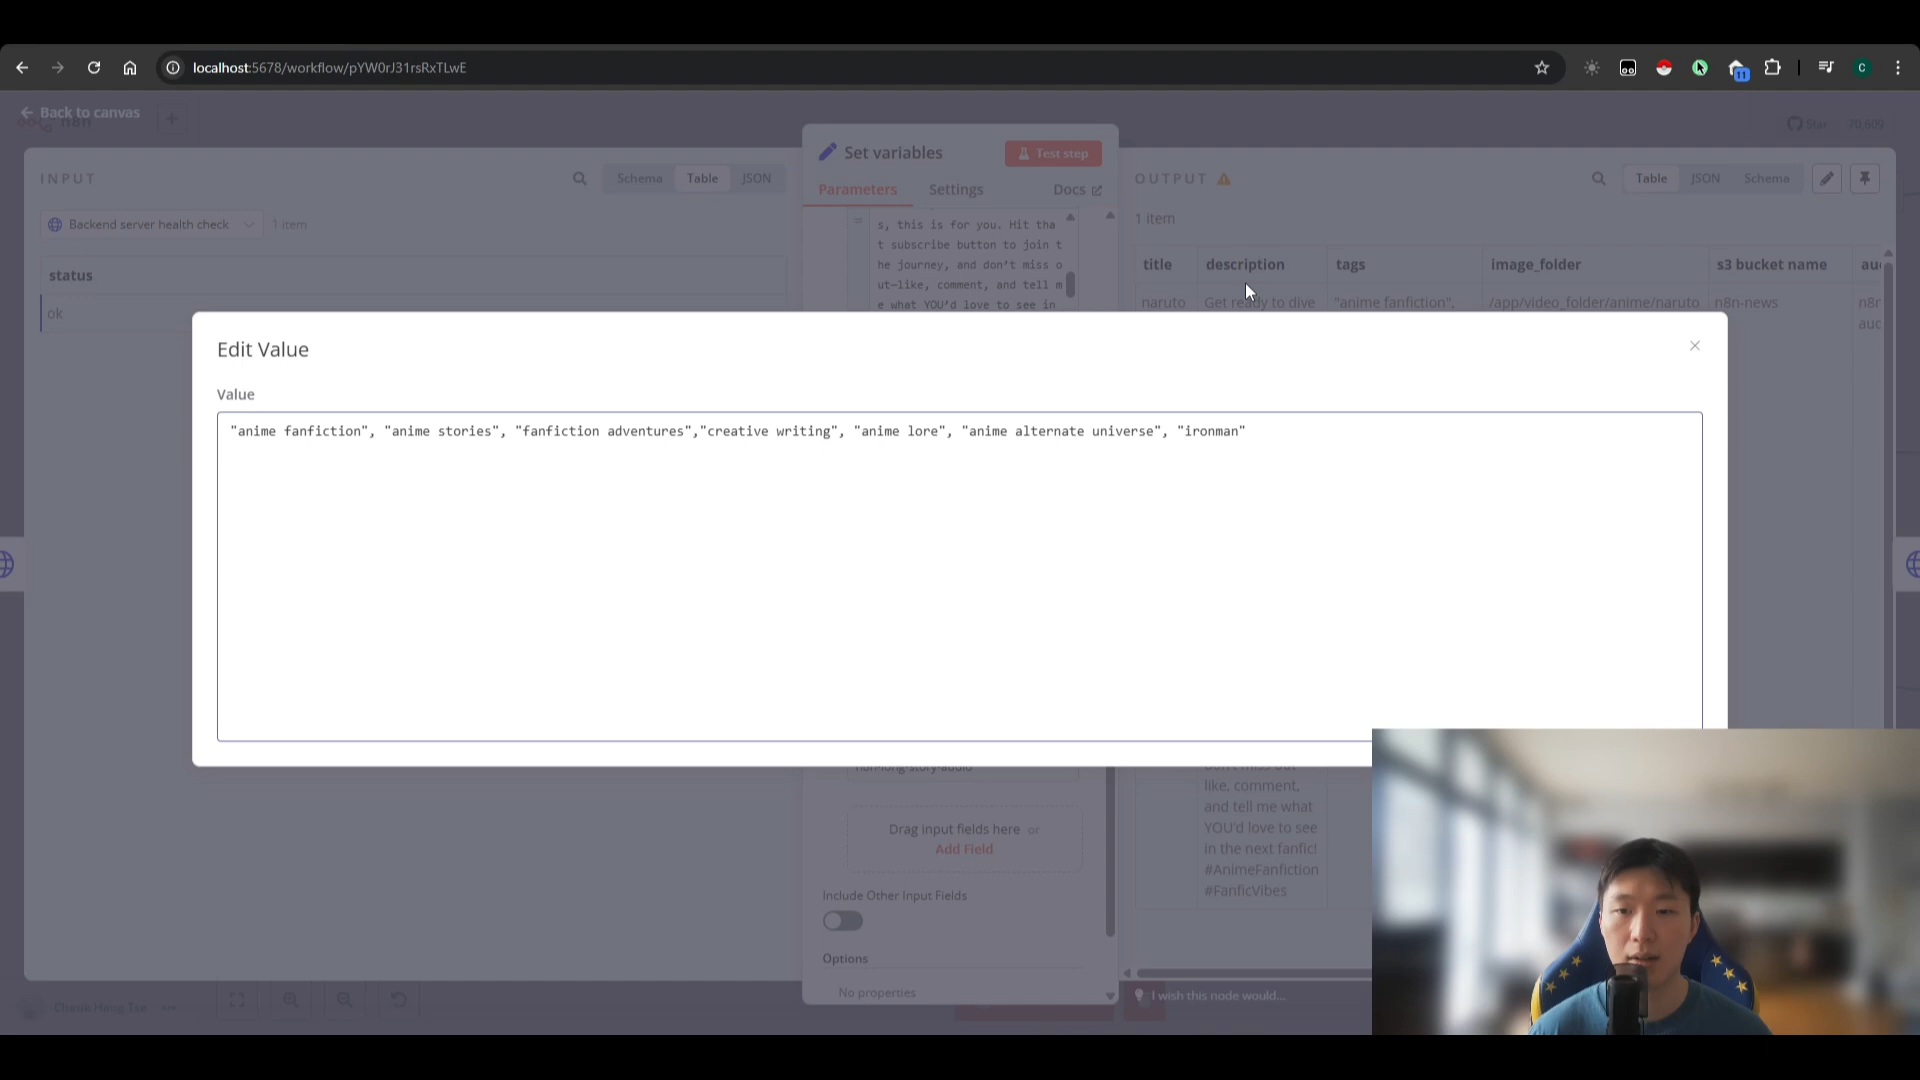 localhost:5678/workflow/pYW0rJ31rsRxTLwE
11
C
Back to canvas
n8n
Star
70,609
INPUT
Schema
Table
JSON
Backend server health check
1 item
status
ok
Set variables
Test step
Parameters
Settings
Docs
=
s, this is for you. Hit tha
t subscribe button to join t
he journey, and don't miss o
ut—like, comment, and tell m
e what YOU'd love to see in
OUTPUT
Table
JSON
Schema
1 item
title
description
tags
image_folder
s3 bucket name
naruto
Get ready to dive
"anime fanfiction",
/app/video_folder/anime/naruto
n8n-news
Edit Value
Value
"anime fanfiction", "anime stories", "fanfiction adventures","creative writing", "anime lore", "anime alternate universe", "ironman"
Drag input fields here or
Add Field
Include Other Input Fields
Options
No properties
like, comment,
and tell me what
YOU'd love to see
in the next fanfic!
#AnimeFanfiction
#FanficVibes
I wish this node would...